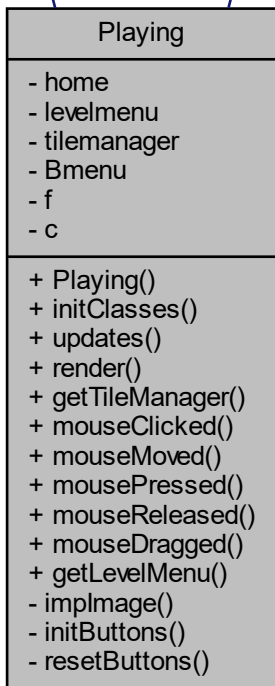 Playing
- home
- levelmenu
- tilemanager
- Bmenu
- f
- c
+ Playing()
+ initClasses()
+ updates()
+ render()
+ getTileManager()
+ mouseClicked()
+ mouseMoved()
+ mousePressed()
+ mouseReleased()
+ mouseDragged()
+ getLevelMenu()
- impImage()
- initButtons()
- resetButtons()